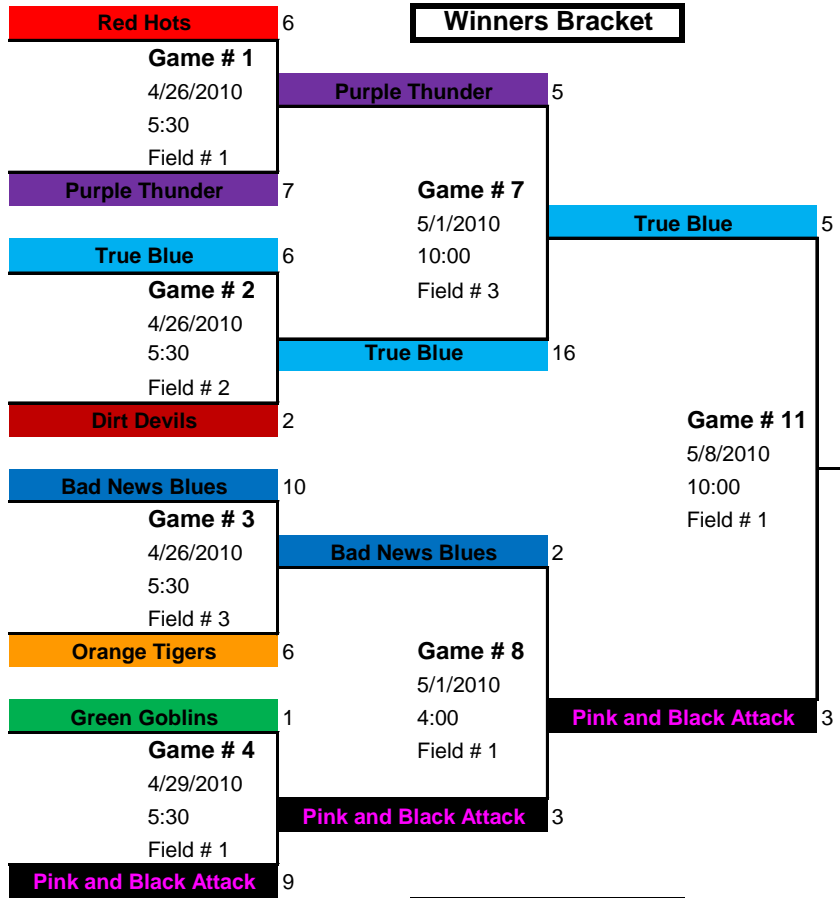 Red Hots 6
Winners Bracket
Game # 1
4/26/2010
5:30
Field # 1
Purple Thunder 7
Purple Thunder 5
Game # 7
5/1/2010
10:00
Field # 3
True Blue 16
True Blue 6
Game # 2
4/26/2010
5:30
Field # 2
Dirt Devils 2
True Blue 5
Game # 11
5/8/2010
10:00
Field # 1
Pink and Black Attack 3
Bad News Blues 10
Game # 3
4/26/2010
5:30
Field # 3
Orange Tigers 6
Bad News Blues 2
Game # 8
5/1/2010
4:00
Field # 1
Pink and Black Attack 3
Green Goblins 1
Game # 4
4/29/2010
5:30
Field # 1
Pink and Black Attack 9